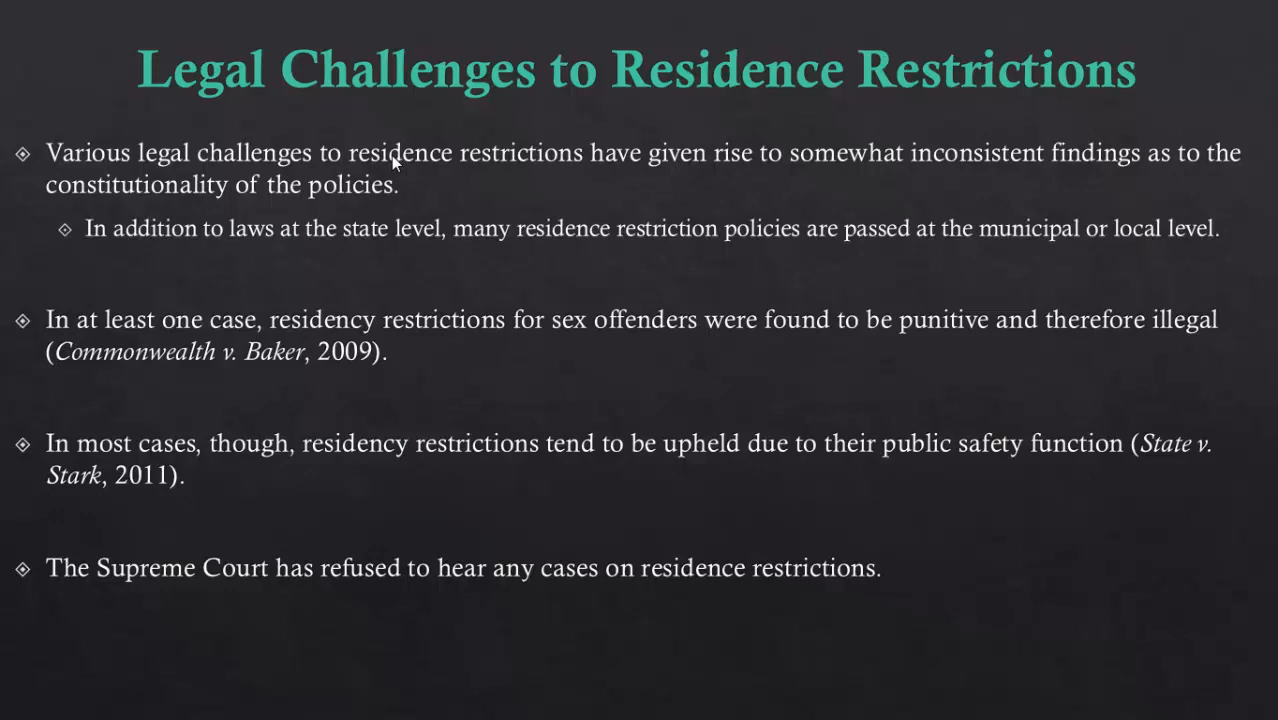 Legal Challenges to Residence Restrictions
Various legal challenges to residence restrictions have given rise to somewhat inconsistent findings as to the
constitutionality of the policies.
In addition to laws at the state level, many residence restriction policies are passed at the municipal or local level.
In at least one case, residency restrictions for sex offenders were found to be punitive and therefore illegal
(Commonwealth v. Baker, 2009).
In most cases, though, residency restrictions tend to be upheld due to their public safety function (State v.
Stark, 2011).
The Supreme Court has refused to hear any cases on residence restrictions.